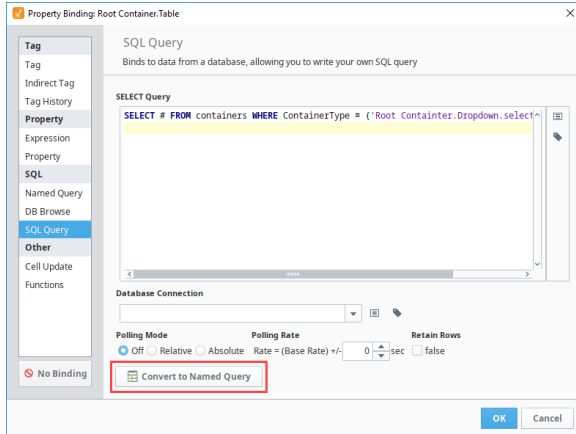 Property Binding: Root Container.Table
Tag
Tag
Indirect Tag
Tag History
Property
Expression
Property
SQL
Named Query
DB Browse
SQL Query
Other
Cell Update
Functions
No Binding
SQL Query
Binds to data from a database, allowing you to write your own SQL query
SELECT Query
SELECT # FROM containers WHERE ContainerType = {'Root Containter.Dropdown.select
Database Connection
Polling Mode Polling Rate Retain Rows
Off Relative Absolute Rate = (Base Rate) +/- 0 sec false
Convert to Named Query
OK Cancel